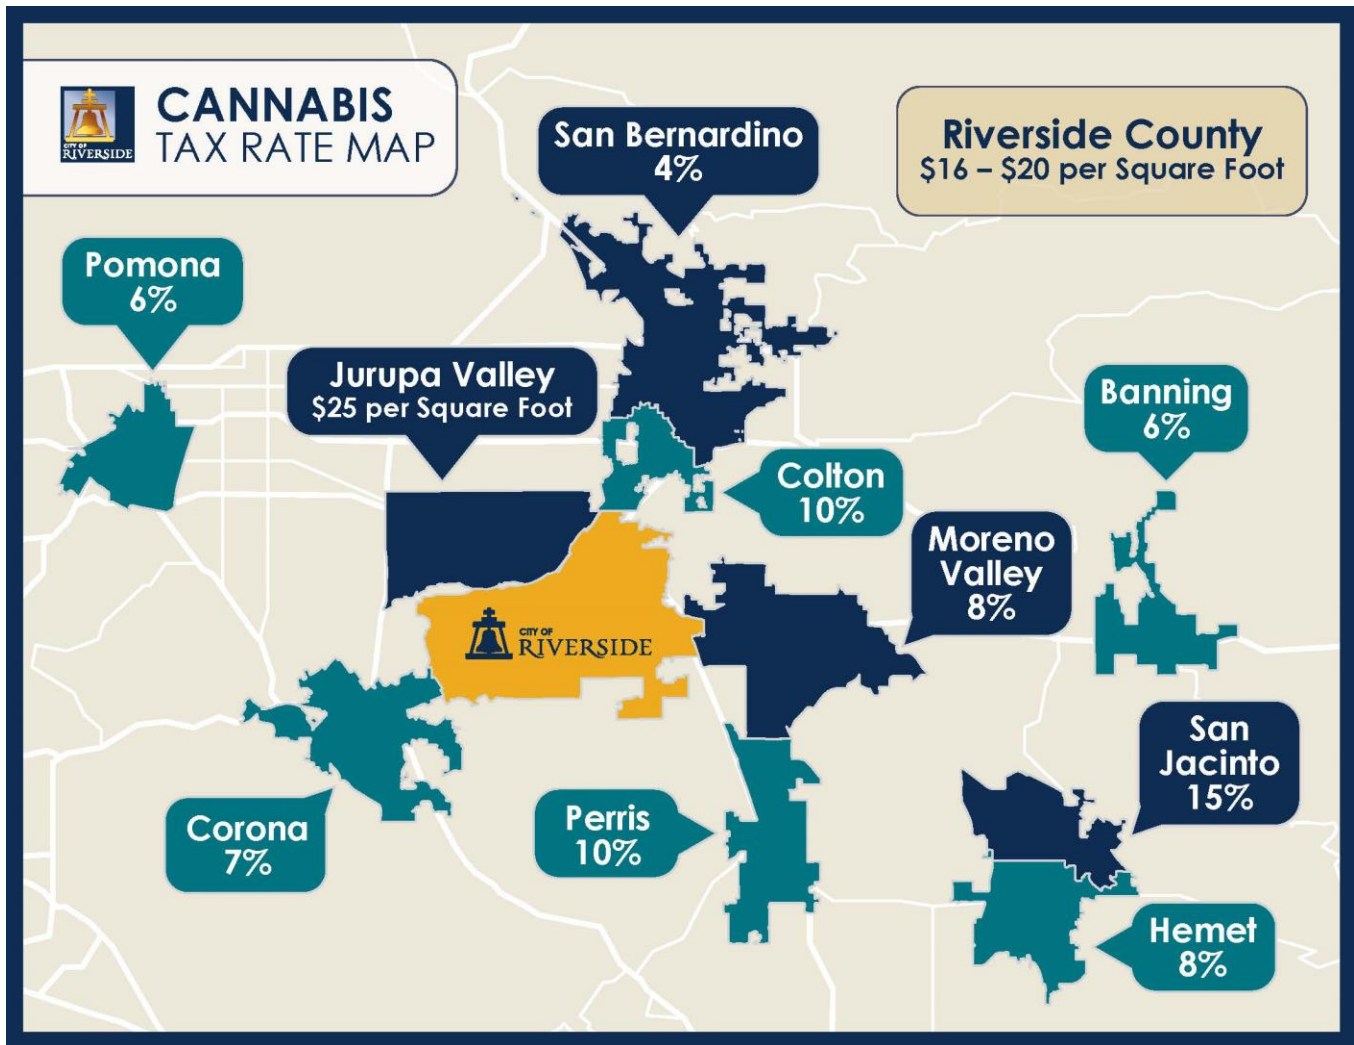 CITY OF
RIVERSIDE
CANNABIS
TAX RATE MAP
San Bernardino
4%
Riverside County
$16 – $20 per Square Foot
Pomona
6%
Jurupa Valley
$25 per Square Foot
Banning
6%
Colton
10%
Moreno
Valley
8%
CITY OF
RIVERSIDE
San
Jacinto
15%
Corona
7%
Perris
10%
Hemet
8%